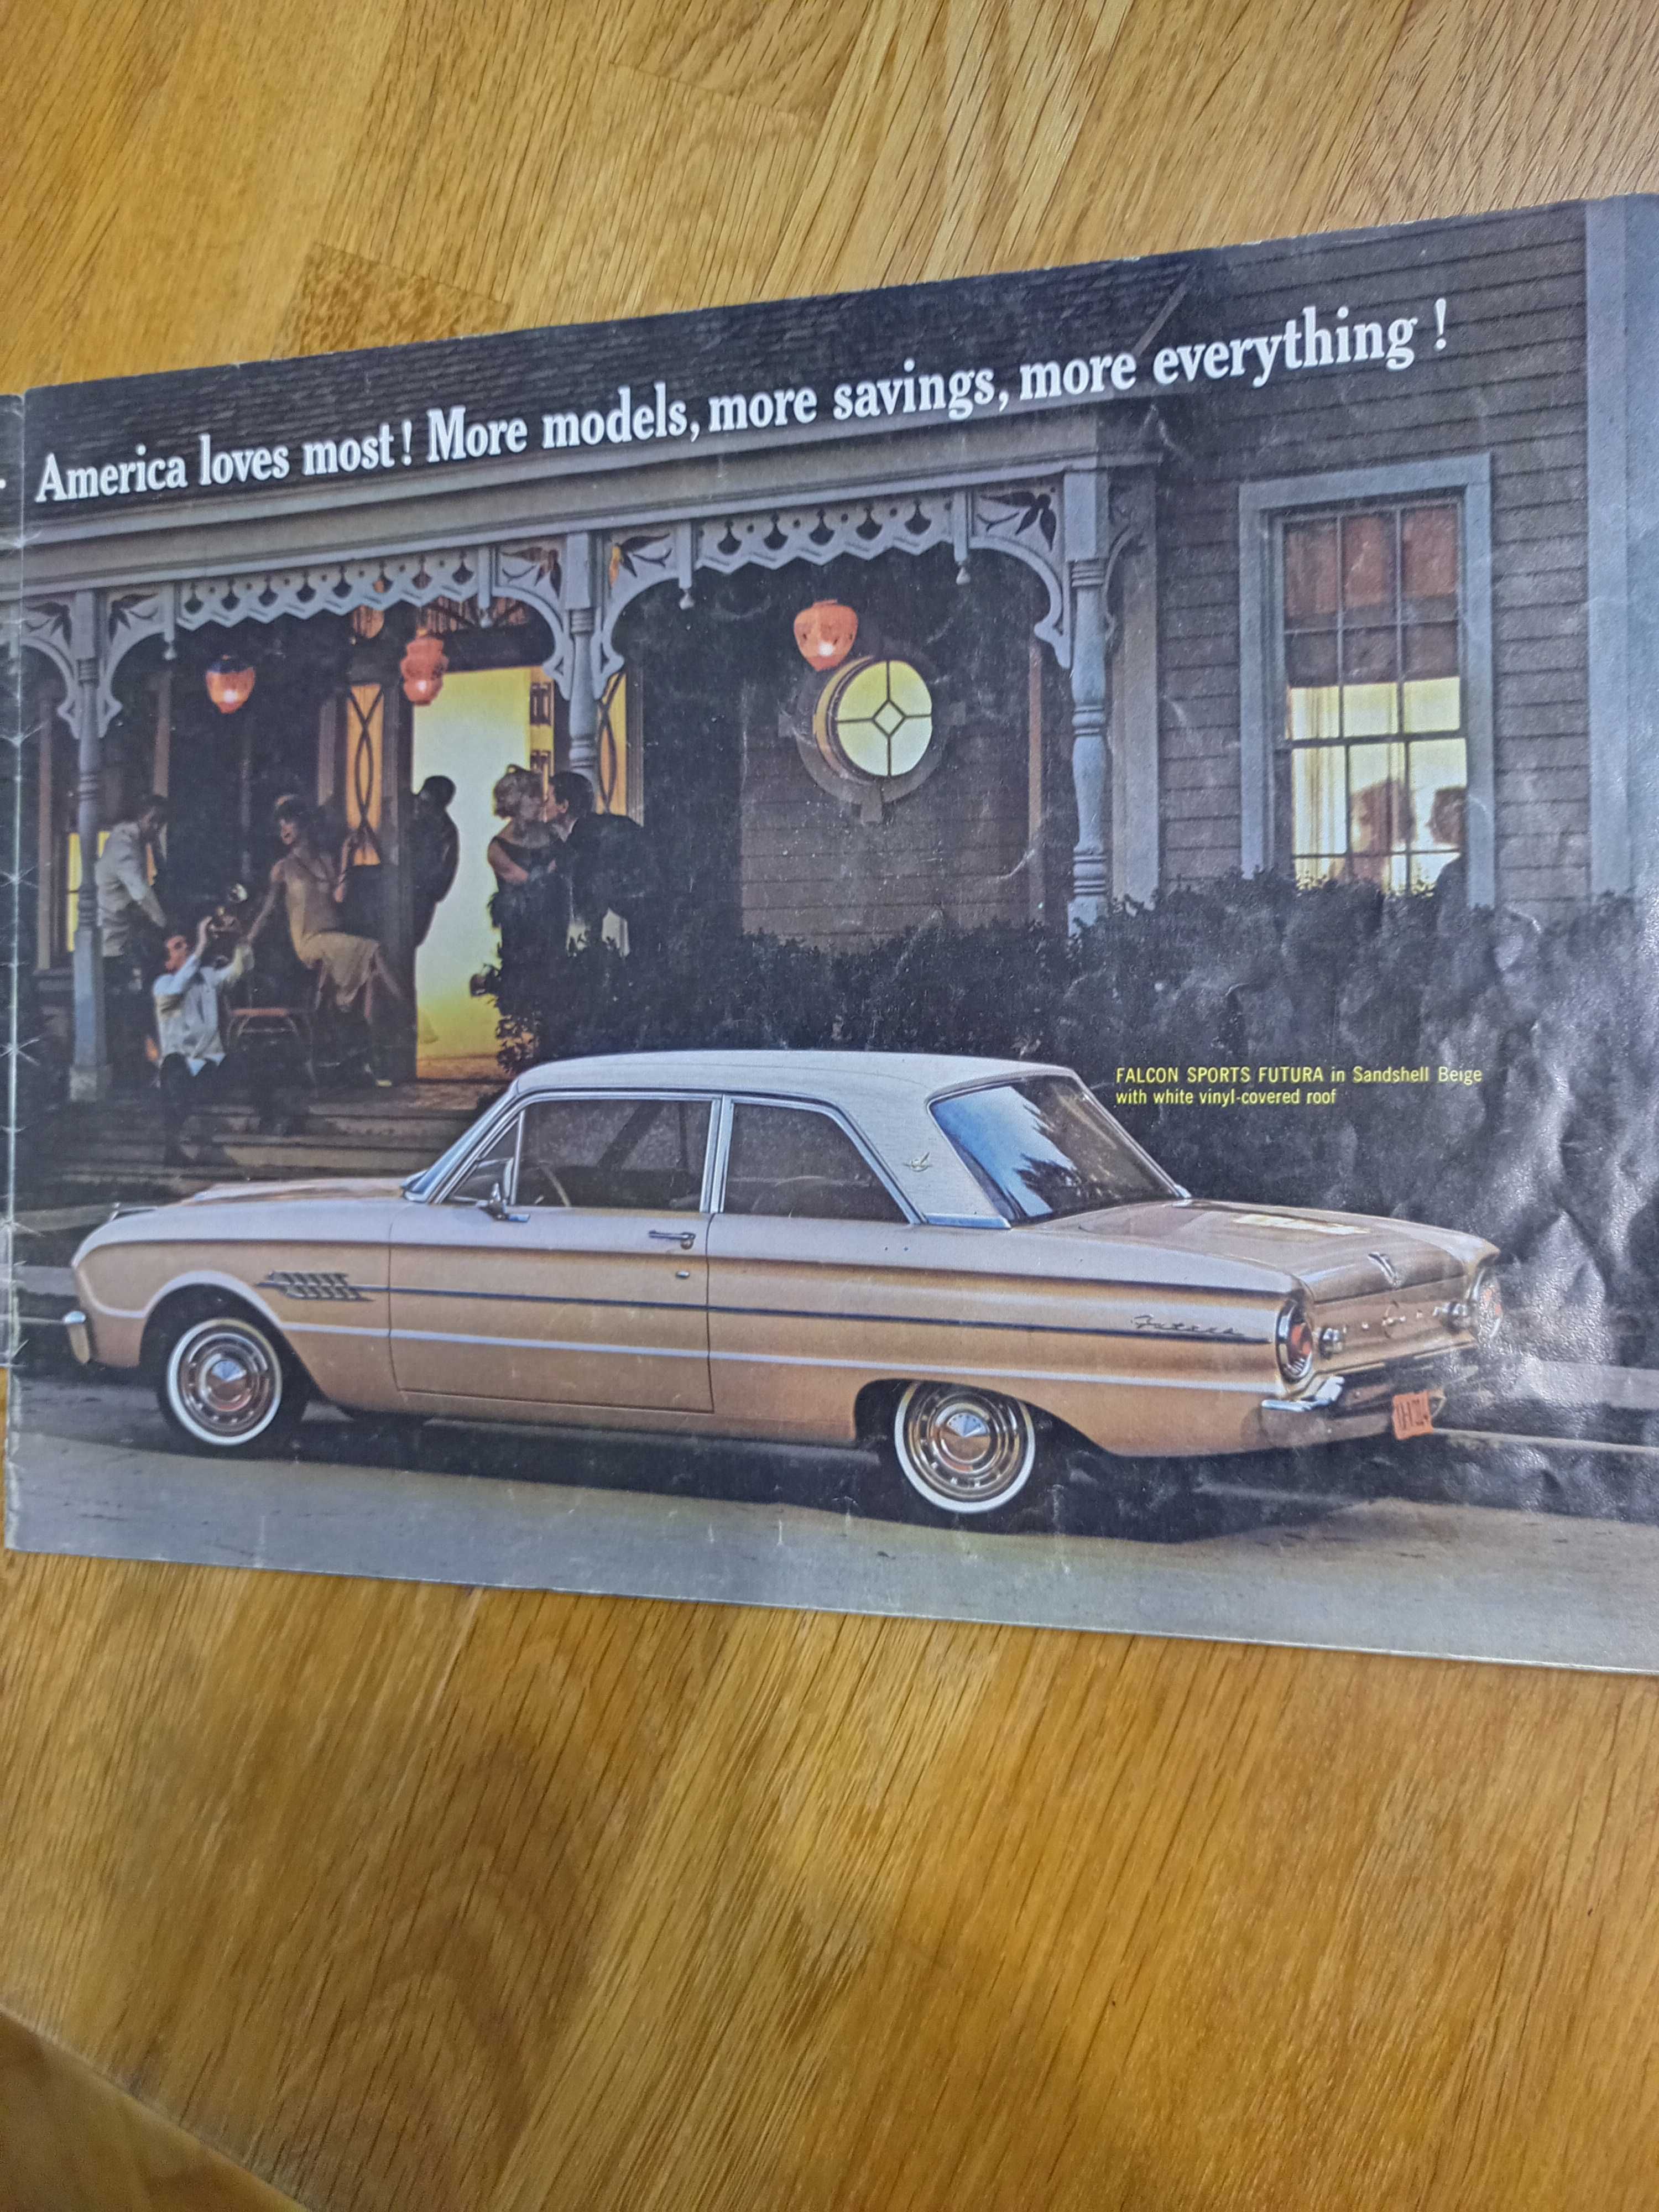 America loves most! More models, more savings, more everything!
FALCON SPORTS FUTURA in Sandshell Beige
with white vinyl-covered roof
Futura